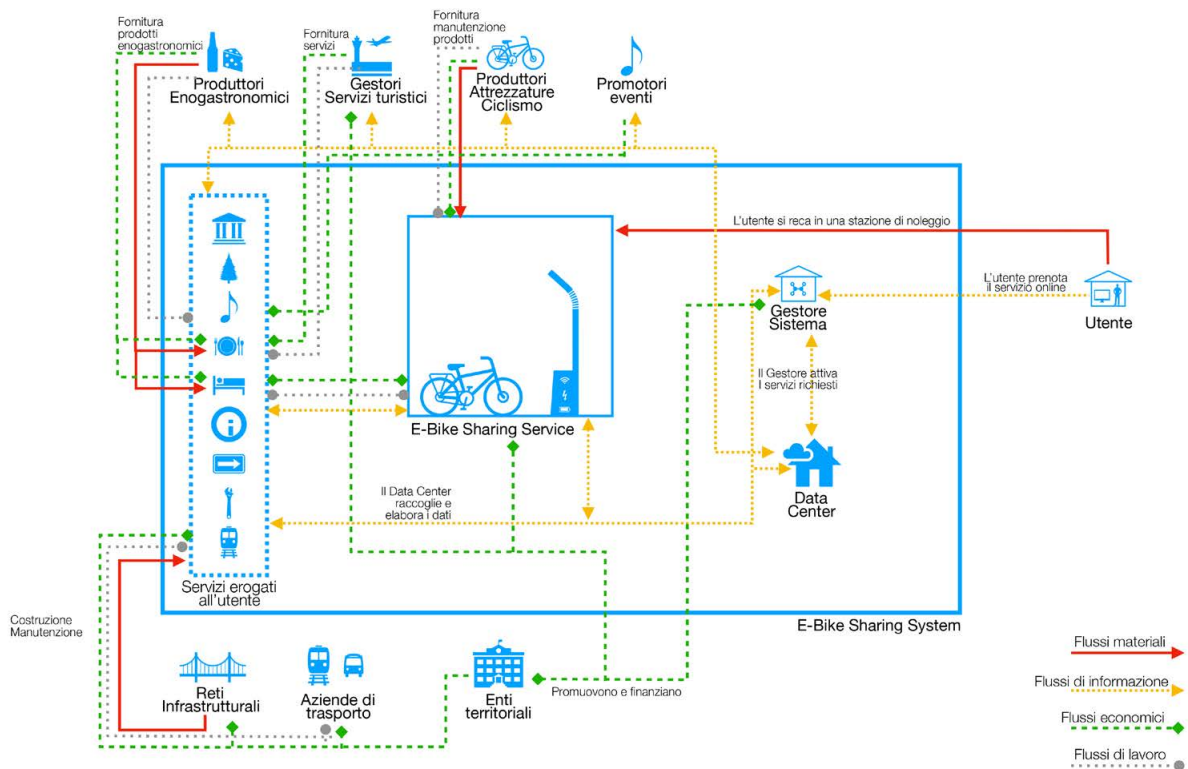 Fornitura
prodotti
enogastronomici
Fornitura
servizi
Fornitura
manutenzione
prodotti
Produttori
Enogastronomici
Gestori
Servizi turistici
Produttori
Attrezzature
Ciclismo
Promotori
eventi
L'utente si reca in una stazione di noleggio
L'utente prenota
il servizio online
Utente
Gestore
Sistema
Il Gestore attiva
I servizi richiesti
E-Bike Sharing Service
Il Data Center
raccoglie e
elabora i dati
Data
Center
Servizi erogati
all'utente
E-Bike Sharing System
Costruzione
Manutenzione
Reti
Infrastrutturali
Aziende di
trasporto
Enti
territoriali
Promuovono e finanziano
Flussi materiali
Flussi di informazione
Flussi economici
Flussi di lavoro